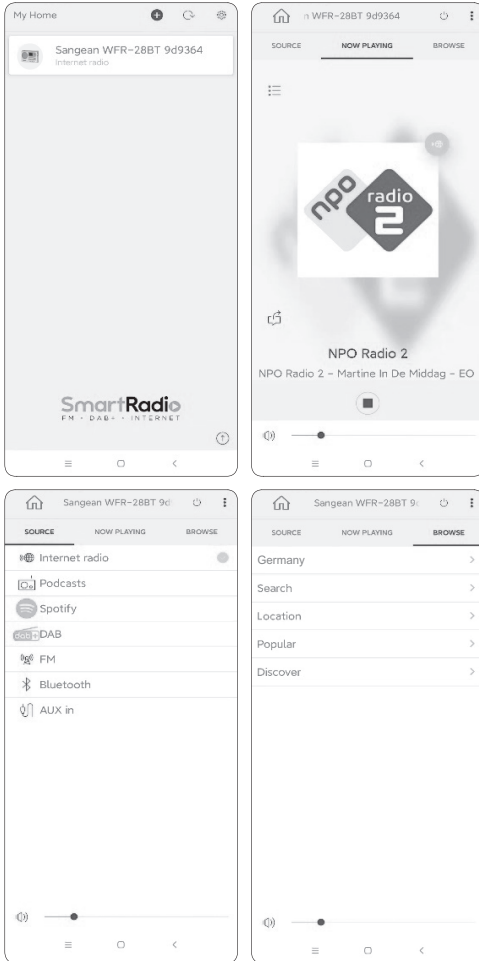 My Home
Sangean WFR-28BT 9d9364
Internet radio
SmartRadio
FM • DAB+ • INTERNET
n WFR-28BT 9d9364
SOURCE NOW PLAYING BROWSE
npo
radio
2
NPO Radio 2
NPO Radio 2 - Martine In De Middag - EO
Sangean WFR-28BT 9d
SOURCE NOW PLAYING BROWSE
Internet radio
Podcasts
Spotify
dab+ DAB
FM
Bluetooth
AUX in
Sangean WFR-28BT 9
SOURCE NOW PLAYING BROWSE
Germany
Search
Location
Popular
Discover